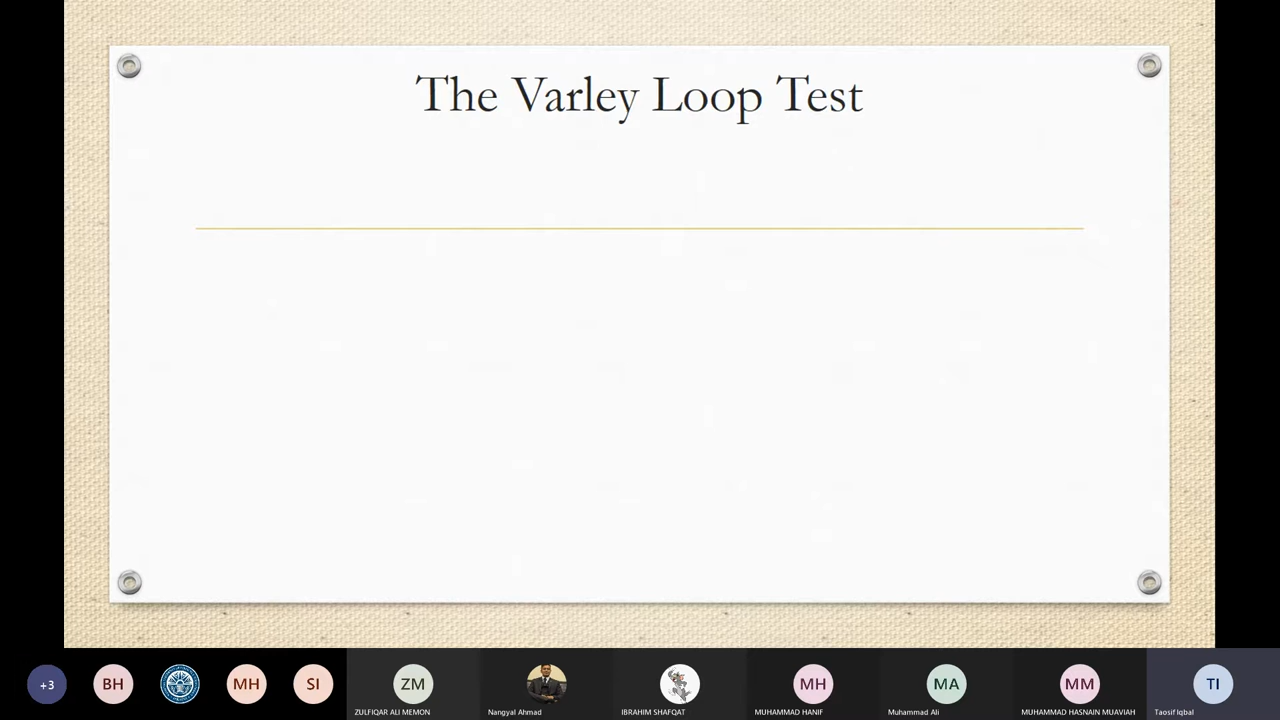 The Varley Loop Test
+3
BH
MH
SI
ZM
MH
MA
MM
TI
ZULFIQAR ALI MEMON
Nangyal Ahmad
IBRAHIM SHAFQAT
MUHAMMAD HANIF
Muhammad Ali
MUHAMMAD HASNAIN MUAVIAH
Taosif Iqbal